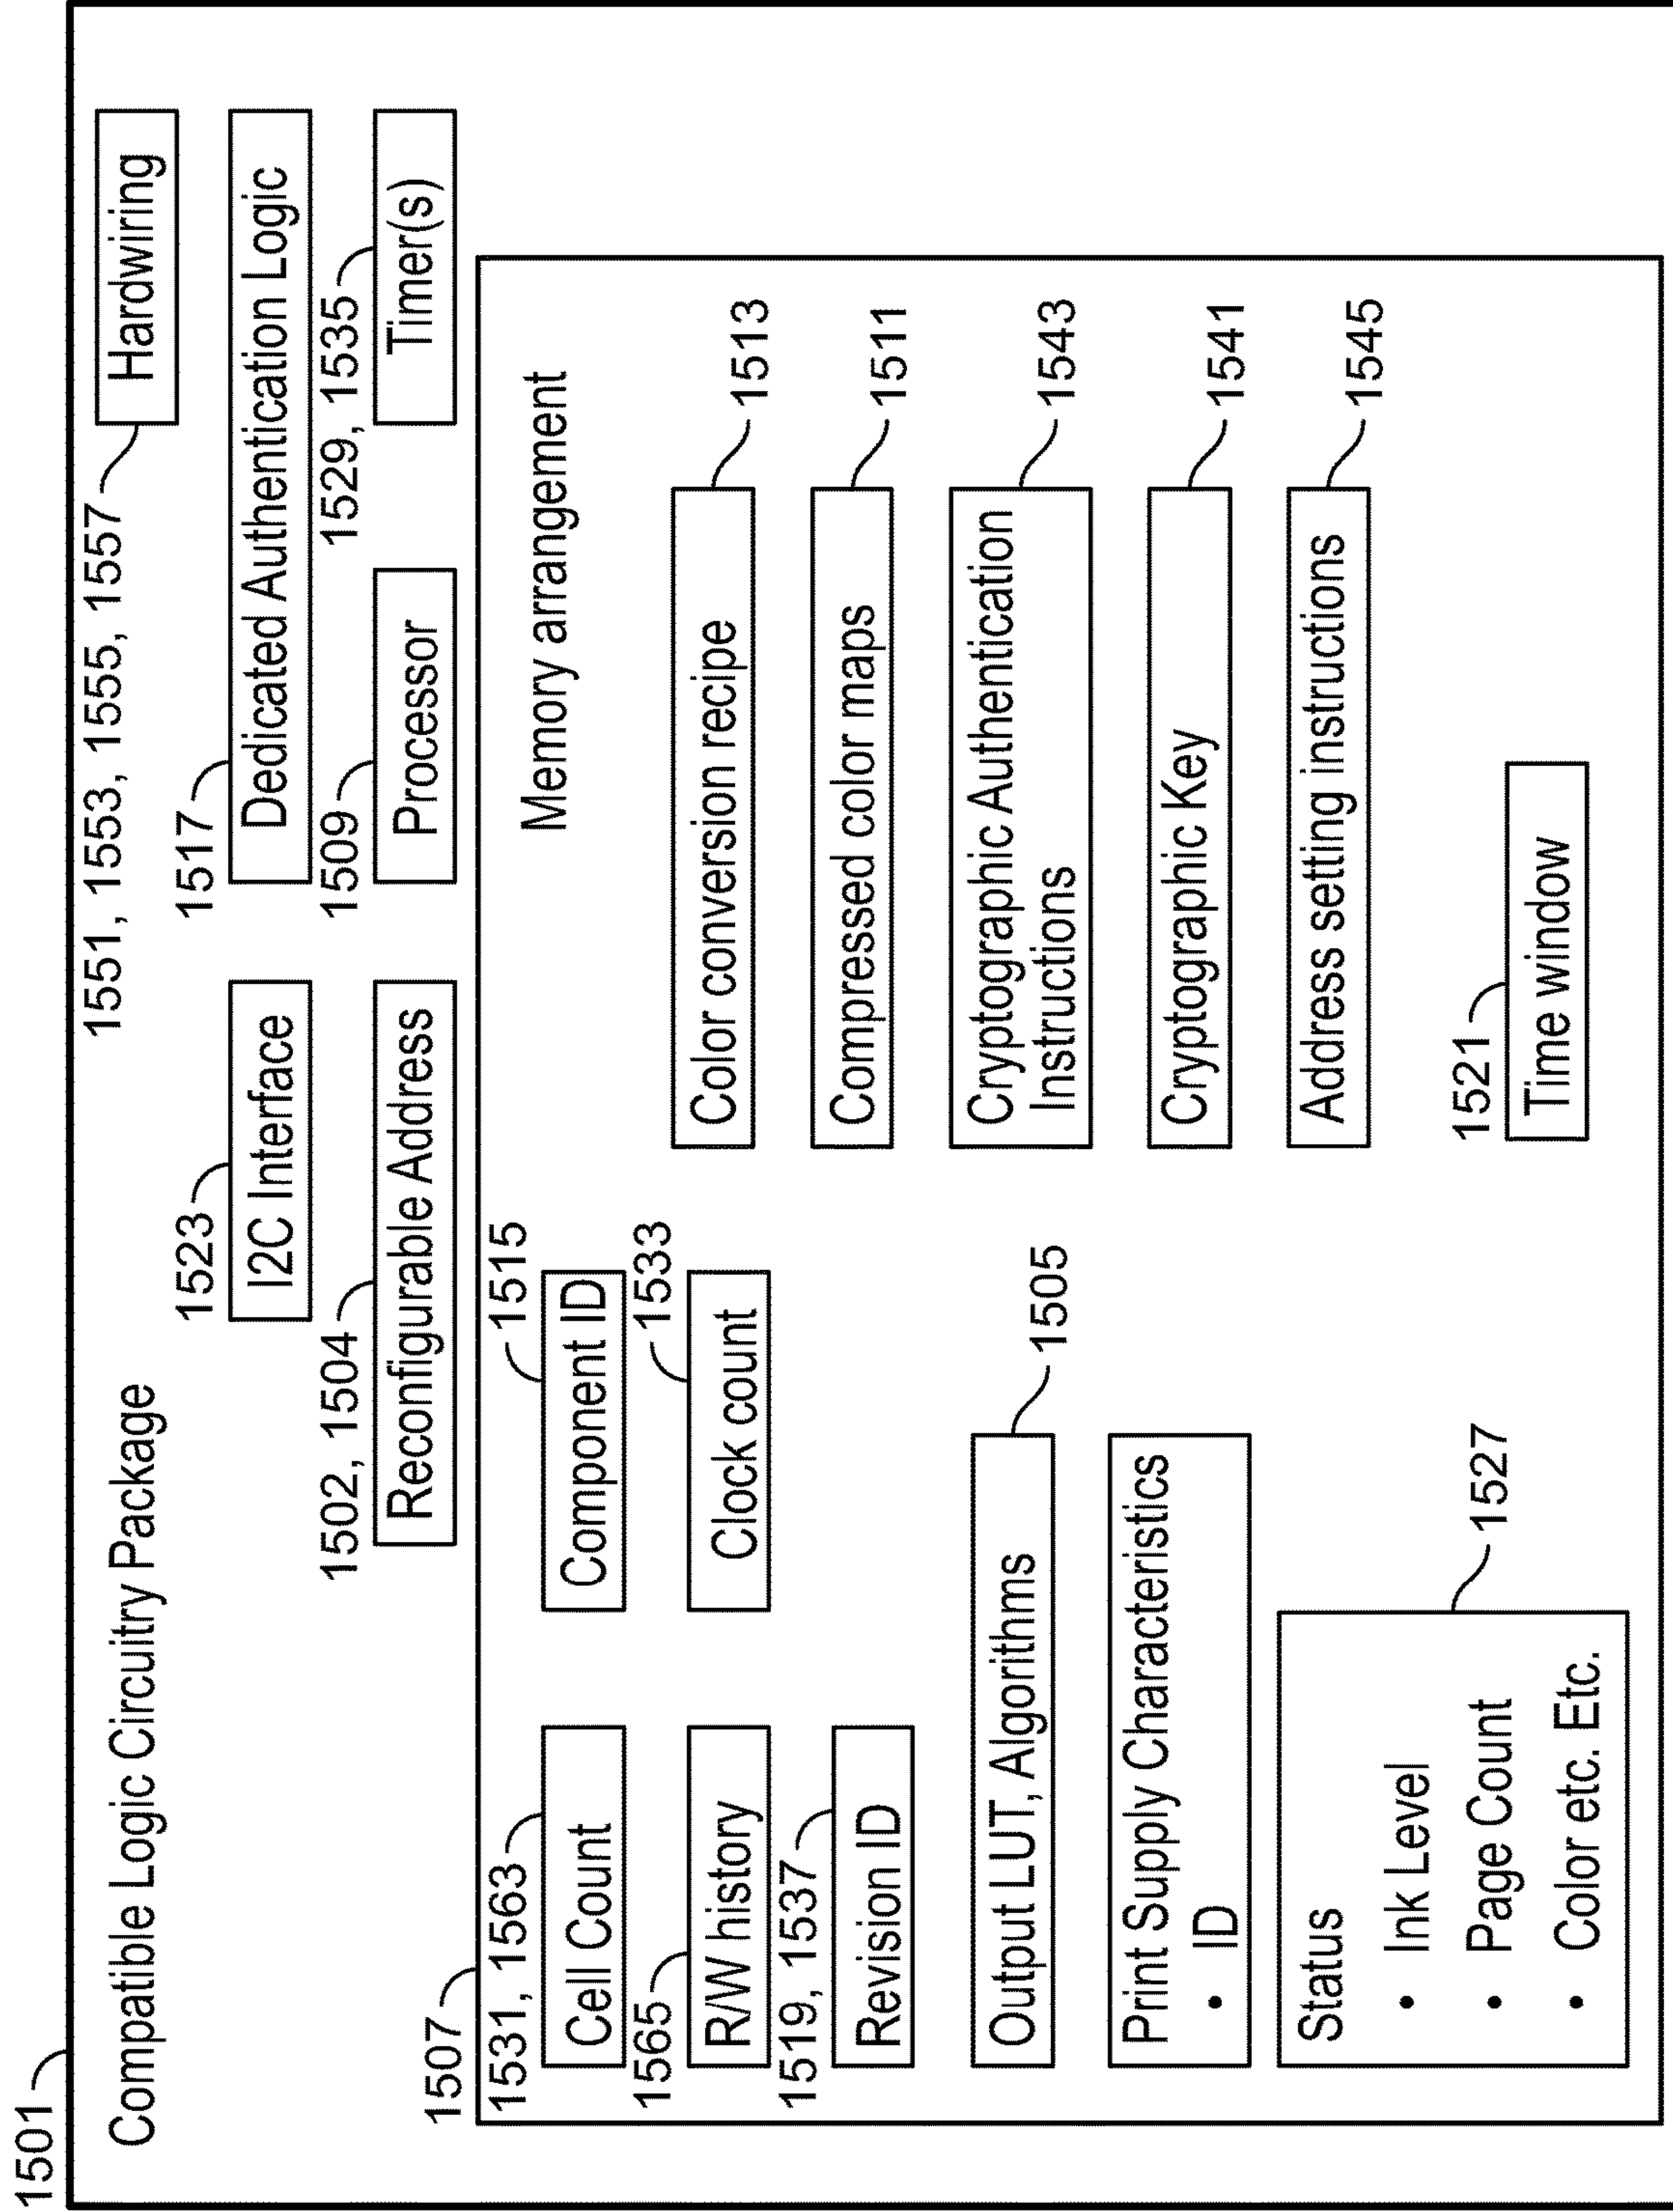 1501
Compatible Logic Circuitry Package
1551, 1553, 1555, 1557
Hardwiring
1523
I2C Interface
1517
Dedicated Authentication Logic
1502, 1504
Reconfigurable Address
1509
Processor
1529, 1535
Timer(s)
1507
Memory arrangement
1531, 1563
Cell Count
1515
Component ID
1565
R/W history
1533
Clock count
1519, 1537
Revision ID
Output LUT, Algorithms
1505
Print Supply Characteristics
• ID
Status
• Ink Level
• Page Count
• Color etc. Etc.
1527
Color conversion recipe
1513
Compressed color maps
1511
Cryptographic Authentication
Instructions
1543
Cryptographic Key
1541
Address setting instructions
1545
1521
Time window